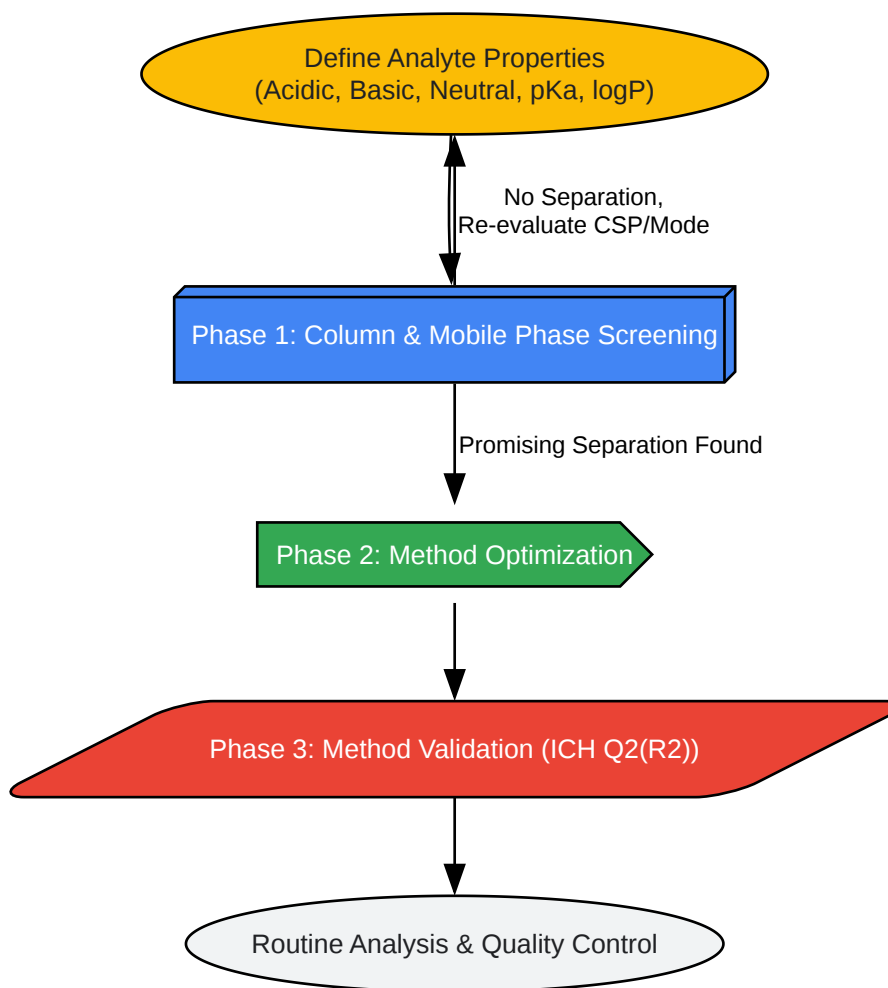 Define Analyte Properties
(Acidic, Basic, Neutral, pKa, logP)
No Separation,
Re-evaluate CSP/Mode
Phase 1: Column & Mobile Phase Screening
Promising Separation Found
Phase 2: Method Optimization
Phase 3: Method Validation (ICH Q2(R2))
Routine Analysis & Quality Control